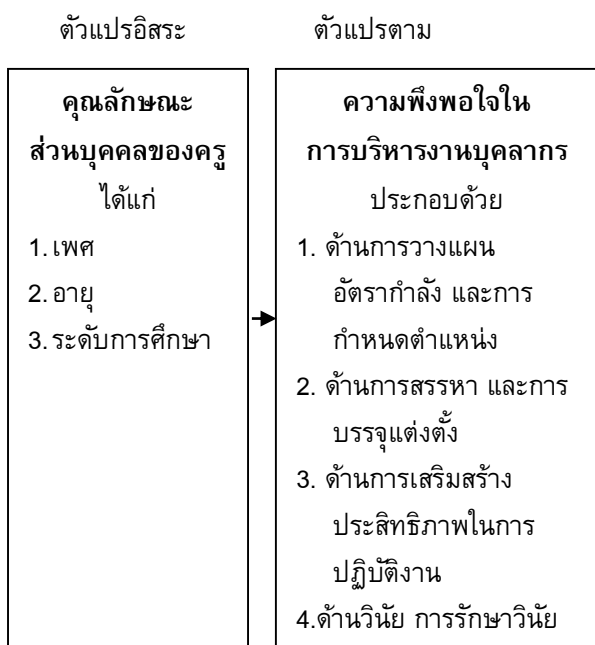 ตัวแปรอิสระ
ตัวแปรตาม
คุณลักษณะ
ส่วนบุคคลของครู
ได้แก่
1. เพศ
2. อายุ
3. ระดับการศึกษา
ความพึงพอใจใน
การบริหารงานบุคลากร
ประกอบด้วย
1. ด้านการวางแผน
อัตรากำลัง และการ
กำหนดตำแหน่ง
2. ด้านการสรรหา และการ
บรรจุแต่งตั้ง
3. ด้านการเสริมสร้าง
ประสิทธิภาพในการ
ปฏิบัติงาน
4.ด้านวินัย การรักษาวินัย